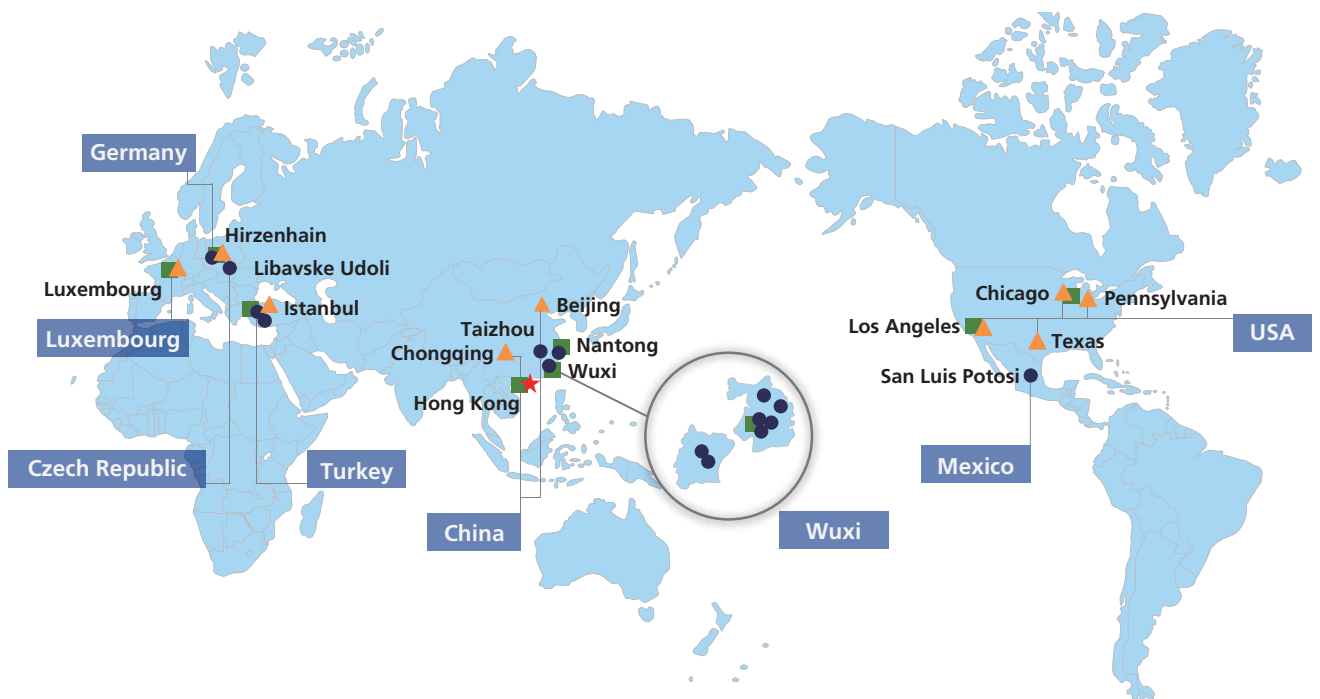 Germany
Hirzenhain
Libavske Udoli
Luxembourg
Istanbul
Luxembourg
Czech Republic
Turkey
Beijing
Taizhou
Chongqing
Nantong
Wuxi
Hong Kong
China
Wuxi
Chicago
Pennsylvania
Los Angeles
Texas
USA
San Luis Potosi
Mexico